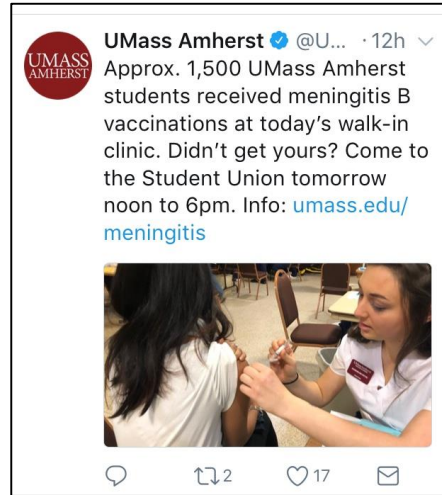 UMASS
AMHERST
UMass Amherst @U... · 12h
Approx. 1,500 UMass Amherst
students received meningitis B
vaccinations at today's walk-in
clinic. Didn't get yours? Come to
the Student Union tomorrow
noon to 6pm. Info: umass.edu/
meningitis
2
17